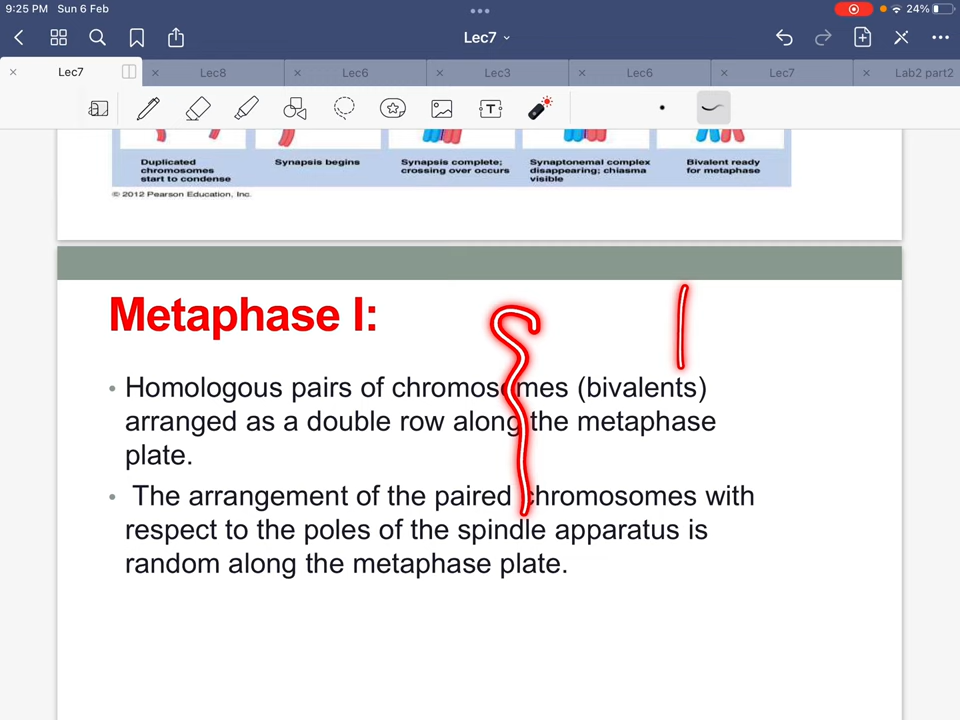 9:25 PM Sun 6 Feb
24%
Lec7
Lec7 Lec8 Lec6 Lec3 Lec6 Lec7 Lab2 part2
T
Duplicated
chromosomes
start to condense
Synapsis begins
Synapsis complete;
crossing over occurs
Synaptonemal complex
disappearing; chiasma
visible
Bivalent ready
for metaphase
© 2012 Pearson Education, Inc.
Metaphase I:
• Homologous pairs of chromosomes (bivalents)
arranged as a double row along the metaphase
plate.
• The arrangement of the paired chromosomes with
respect to the poles of the spindle apparatus is
random along the metaphase plate.